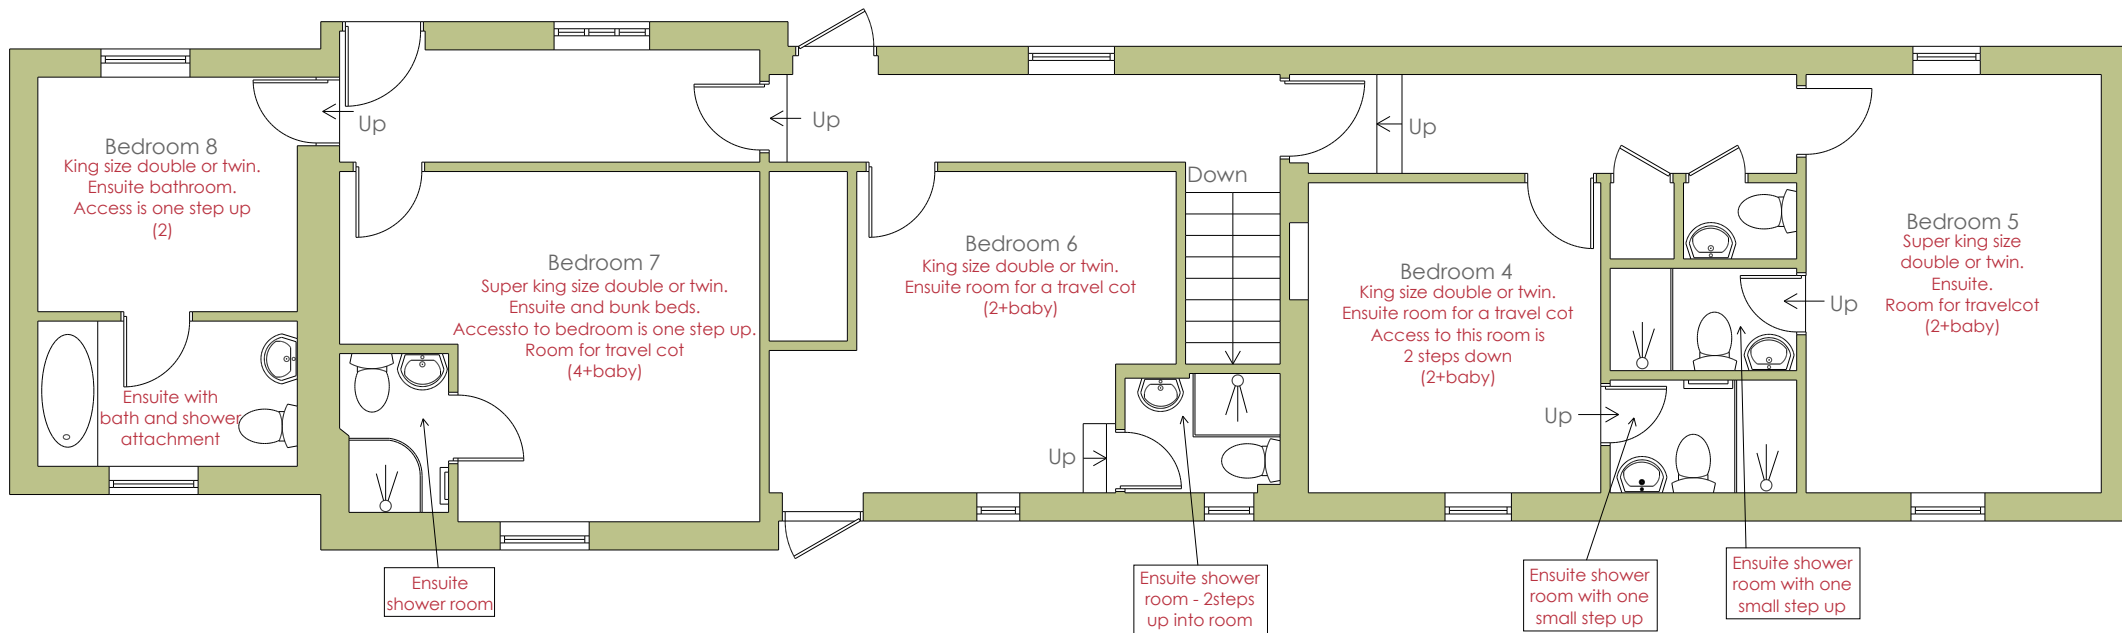 Up
Bedroom 8
King size double or twin.
Ensuite bathroom.
Access is one step up
(2)
Ensuite with
bath and shower
attachment
Bedroom 7
Super king size double or twin.
Ensuite and bunk beds.
Accessto to bedroom is one step up.
Room for travel cot
(4+baby)
Ensuite
shower room
Up
Bedroom 6
King size double or twin.
Ensuite room for a travel cot
(2+baby)
Up
Down
Ensuite shower
room - 2steps
up into room
Up
Bedroom 4
King size double or twin.
Ensuite room for a travel cot
Access to this room is
2 steps down
(2+baby)
Up
Ensuite shower
room with one
small step up
Bedroom 5
Super king size
double or twin.
Ensuite.
Room for travelcot
(2+baby)
Up
Ensuite shower
room with one
small step up